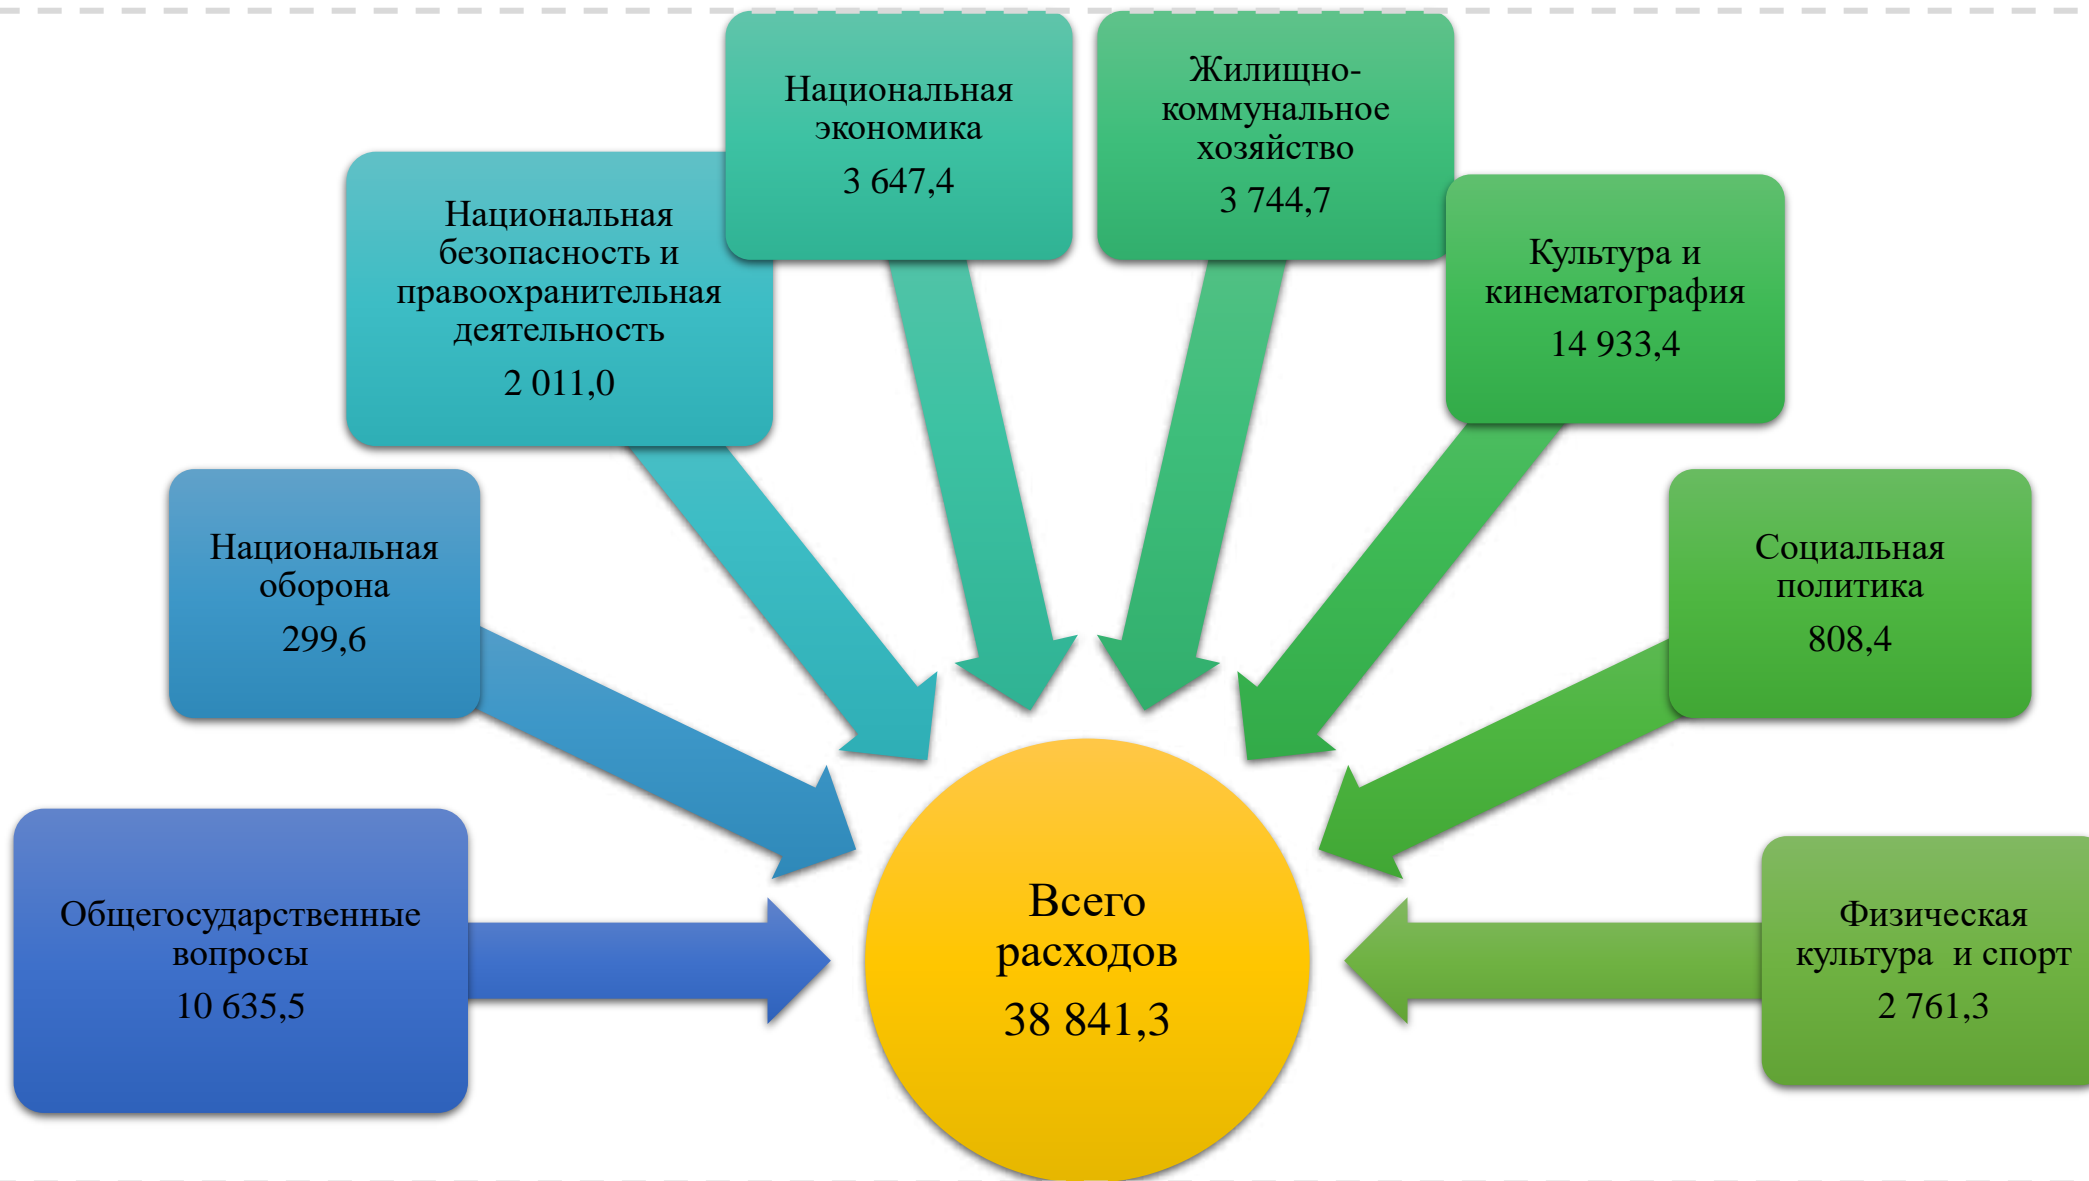 Национальная
экономика
3 647,4
Жилищно-
коммунальное
хозяйство
3 744,7
Национальная
безопасность и
правоохранительная
деятельность
2 011,0
Культура и
кинематография
14 933,4
Национальная
оборона
299,6
Социальная
политика
808,4
Общегосударственные
вопросы
10 635,5
Всего
расходов
38 841,3
Физическая
культура  и спорт
2 761,3